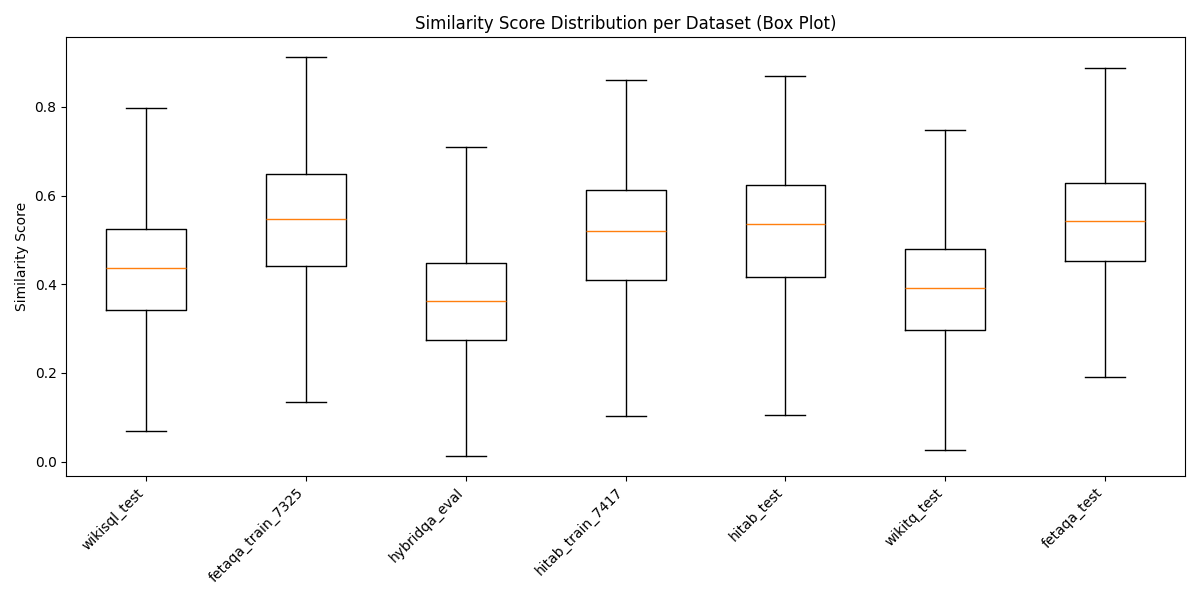 Similarity Score Distribution per Dataset (Box Plot)
Similarity Score
0.8
0.6
0.4
0.2
0.0
wikisql_test
fetaqa_train_7325
hybridqa_eval
hitab_train_7417
hitab_test
wikitq_test
fetaqa_test